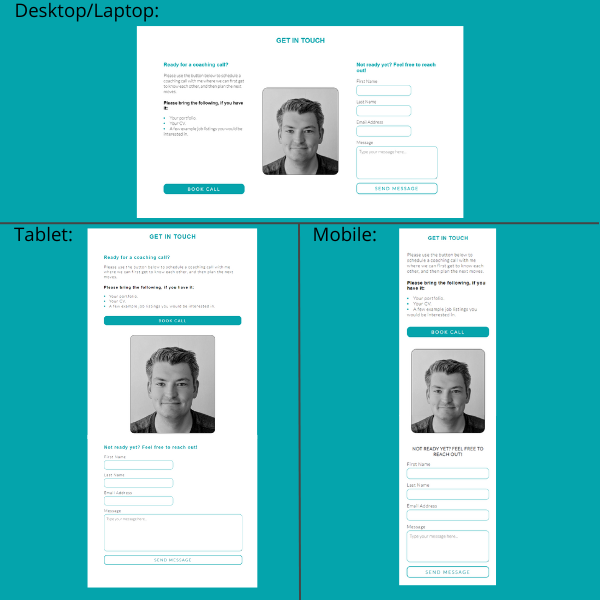 Desktop/Laptop:
GET IN TOUCH
Ready for a coaching call?
Please use the button below to schedule a
coaching call with me where we can first get
to know each other, and then plan the next
moves.
Please bring the following, if you have
it:
Your portfolio.
Your CV.
A few example job listings you would be
interested in.
BOOK CALL
Not ready yet? Feel free to reach
out!
First Name
Last Name
Email Address
Message
Type your message here...
SEND MESSAGE
Tablet:
GET IN TOUCH
Ready for a coaching call?
Please use the button below to schedule a coaching call with me
where we can first get to know each other, and then plan the next
moves.
Please bring the following, if you have it:
Your portfolio.
Your CV.
A few example job listings you would be interested in.
BOOK CALL
Not ready yet? Feel free to reach out!
First Name
Last Name
Email Address
Message
Type your message here...
SEND MESSAGE
Mobile:
GET IN TOUCH
Please use the button below to
schedule a coaching call with me
where we can first get to know each
other, and then plan the next moves.
Please bring the following, if you
have it:
Your portfolio.
Your CV.
A few example job listings you
would be interested in.
BOOK CALL
NOT READY YET? FEEL FREE TO
REACH OUT!
First Name
Last Name
Email Address
Message
Type your message here...
SEND MESSAGE